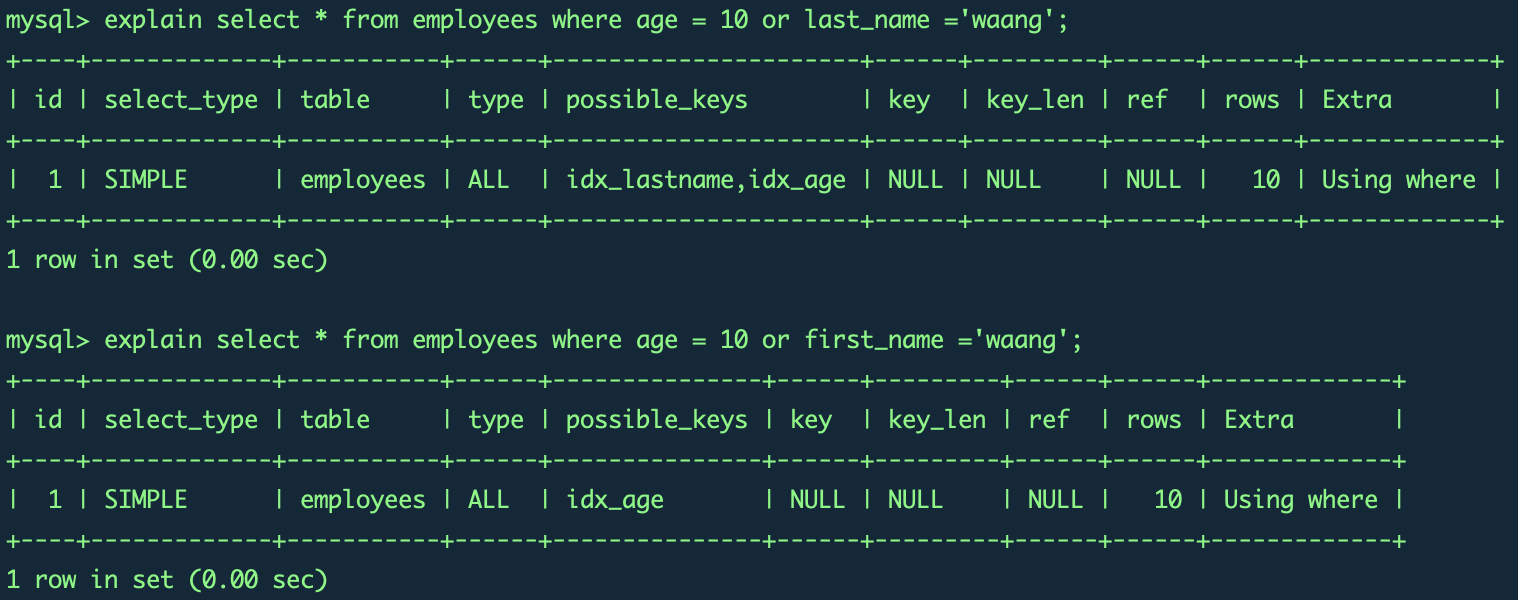 mysql> explain select * from employees where age = 10 or last_name ='waang';
+----+-------------+-----------+------+----------------------+------+---------+------+------+-------------+
| id | select_type | table     | type | possible_keys        | key  | key_len | ref  | rows | Extra       |
+----+-------------+-----------+------+----------------------+------+---------+------+------+-------------+
|  1 | SIMPLE      | employees | ALL  | idx_lastname,idx_age | NULL | NULL    | NULL |   10 | Using where |
+----+-------------+-----------+------+----------------------+------+---------+------+------+-------------+
1 row in set (0.00 sec)

mysql> explain select * from employees where age = 10 or first_name ='waang';
+----+-------------+-----------+------+---------------+------+---------+------+------+-------------+
| id | select_type | table     | type | possible_keys | key  | key_len | ref  | rows | Extra       |
+----+-------------+-----------+------+---------------+------+---------+------+------+-------------+
|  1 | SIMPLE      | employees | ALL  | idx_age       | NULL | NULL    | NULL |   10 | Using where |
+----+-------------+-----------+------+---------------+------+---------+------+------+-------------+
1 row in set (0.00 sec)